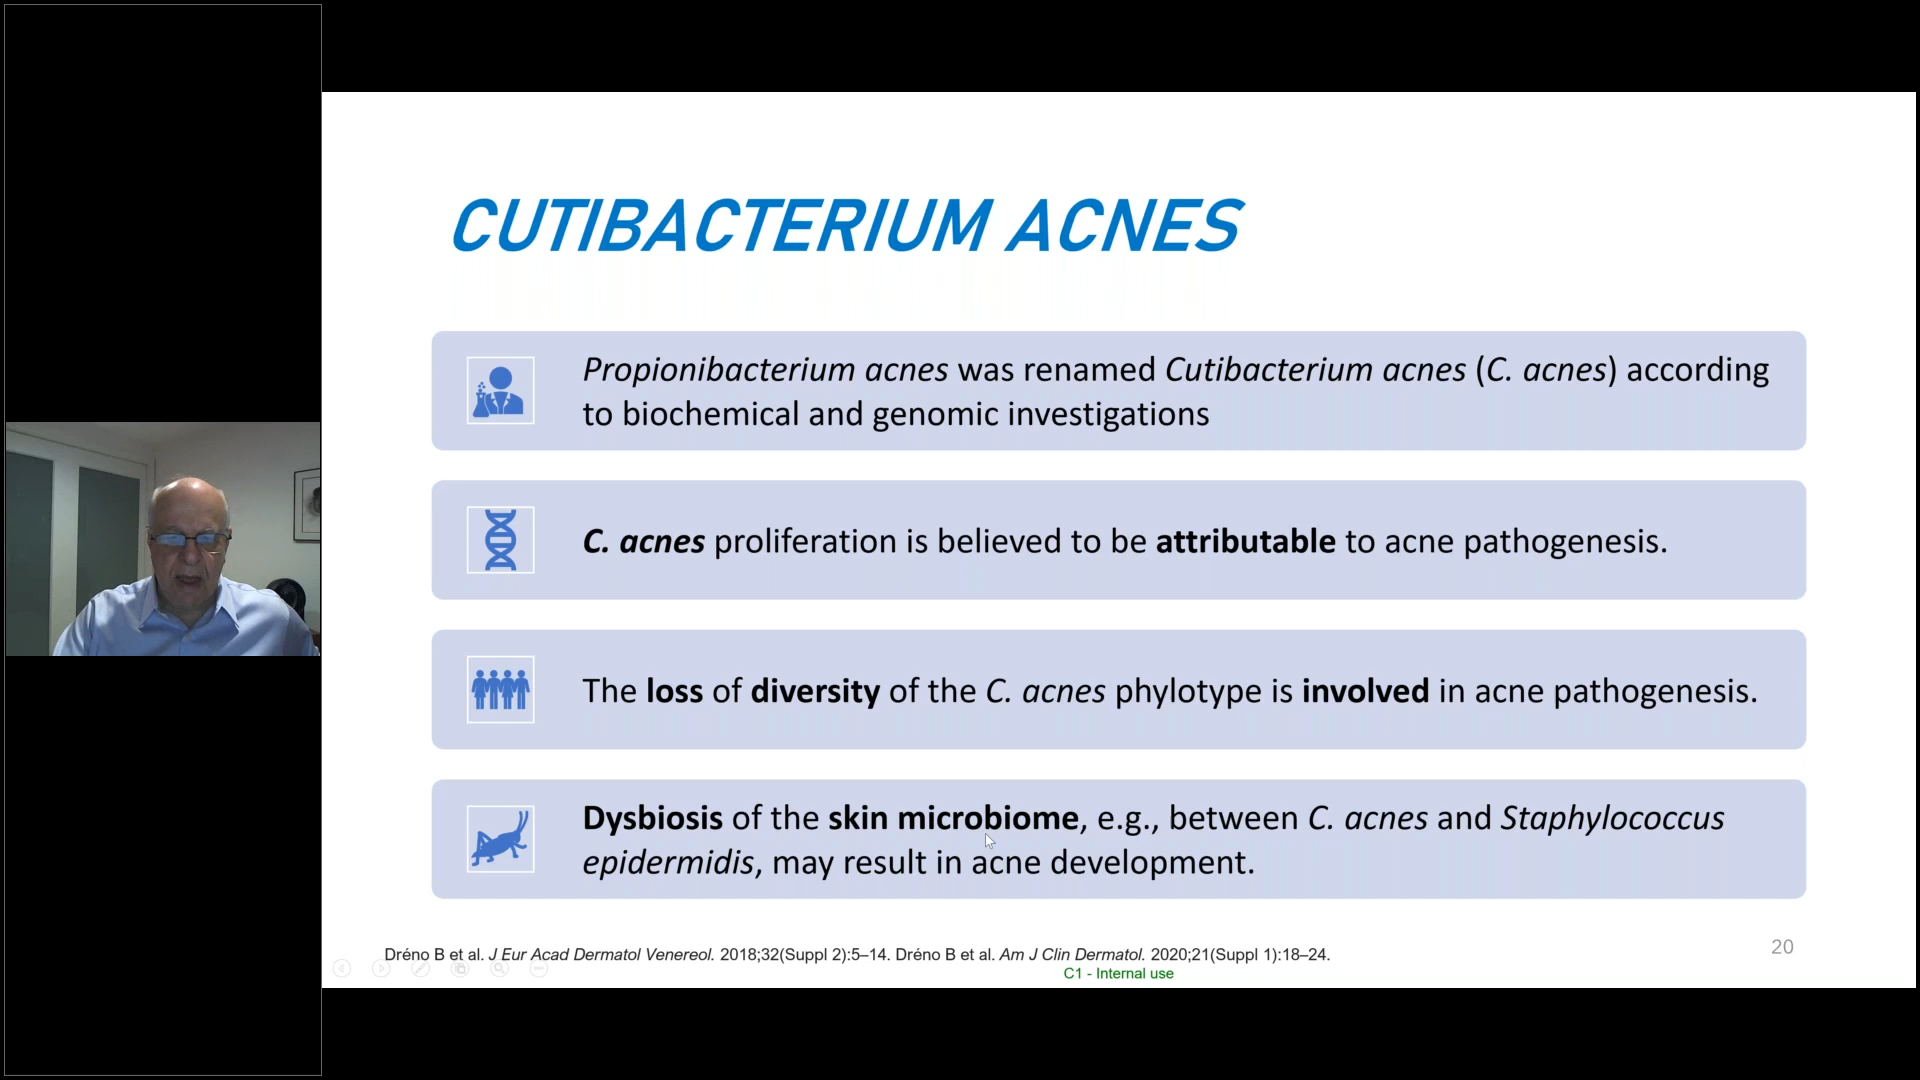 CUTIBACTERIUM ACNES
Propionibacterium acnes was renamed Cutibacterium acnes (C. acnes) according
to biochemical and genomic investigations
C. acnes proliferation is believed to be attributable to acne pathogenesis.
The loss of diversity of the C. acnes phylotype is involved in acne pathogenesis.
Dysbiosis of the skin microbiome, e.g., between C. acnes and Staphylococcus
epidermidis, may result in acne development.
Dréno B et al. J Eur Acad Dermatol Venereol. 2018;32(Suppl 2):5–14. Dréno B et al. Am J Clin Dermatol. 2020;21(Suppl 1):18–24.
20
C1 - Internal use